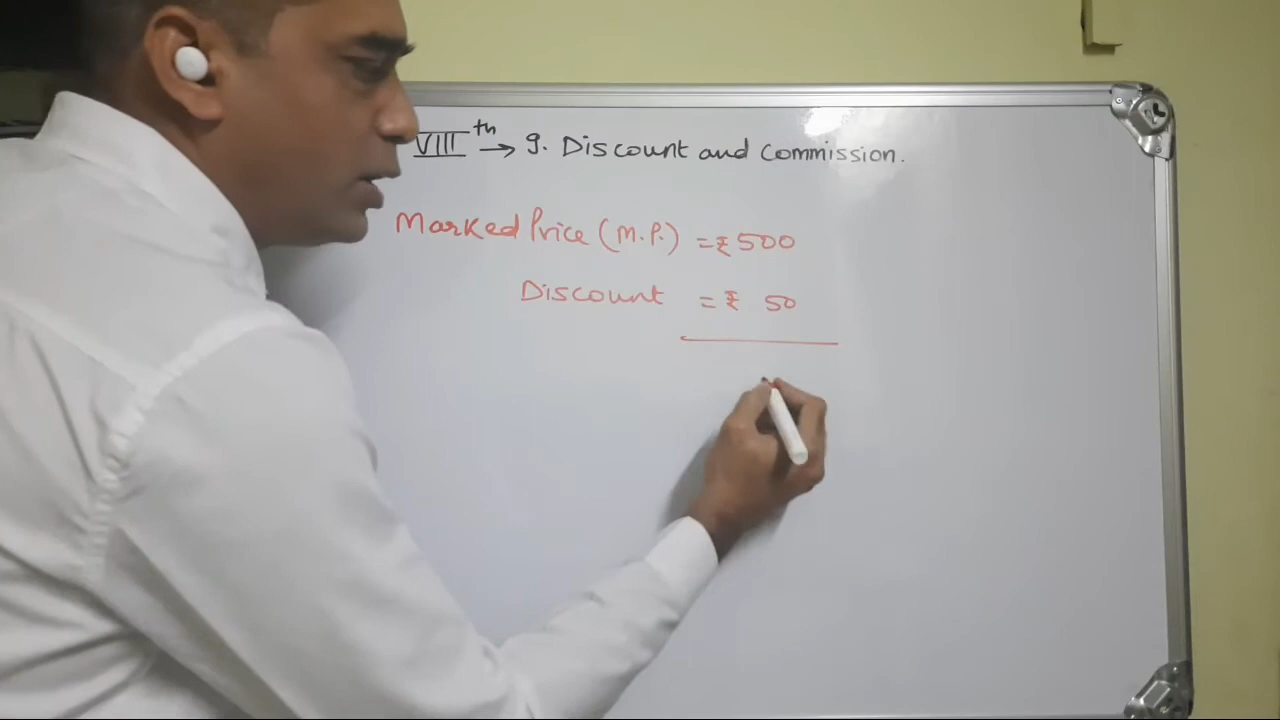 VIIIth → 9. Discount and commission.
Marked Price (M.P.) = ₹ 500
Discount = ₹ 50